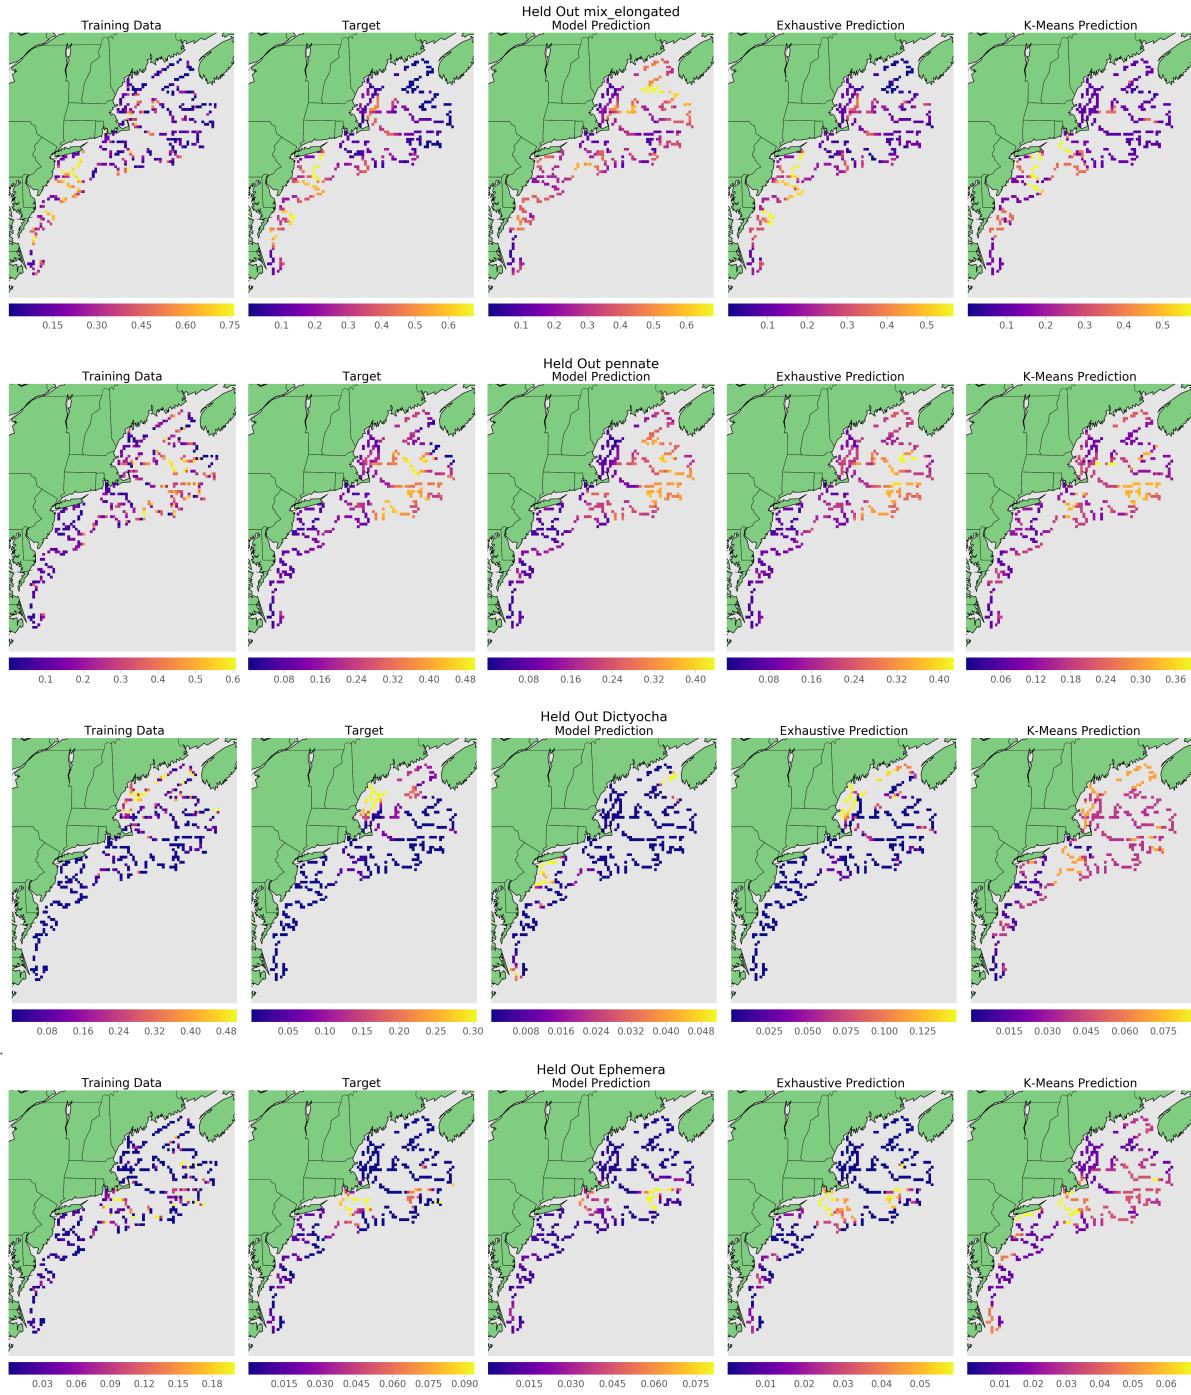 Held Out mix_elongated
Training Data Target Model Prediction Exhaustive Prediction K-Means Prediction
0.15 0.30 0.45 0.60 0.75 0.1 0.2 0.3 0.4 0.5 0.6 0.1 0.2 0.3 0.4 0.5 0.6 0.1 0.2 0.3 0.4 0.5 0.1 0.2 0.3 0.4 0.5
Held Out pennate
Training Data Target Model Prediction Exhaustive Prediction K-Means Prediction
0.1 0.2 0.3 0.4 0.5 0.6 0.08 0.16 0.24 0.32 0.40 0.48 0.08 0.16 0.24 0.32 0.40 0.08 0.16 0.24 0.32 0.40 0.06 0.12 0.18 0.24 0.30 0.36
Held Out Dictyocha
Training Data Target Model Prediction Exhaustive Prediction K-Means Prediction
0.08 0.16 0.24 0.32 0.40 0.48 0.05 0.10 0.15 0.20 0.25 0.30 0.008 0.016 0.024 0.032 0.040 0.048 0.025 0.050 0.075 0.100 0.125 0.015 0.030 0.045 0.060 0.075
Held Out Ephemera
Training Data Target Model Prediction Exhaustive Prediction K-Means Prediction
0.03 0.06 0.09 0.12 0.15 0.18 0.015 0.030 0.045 0.060 0.075 0.090 0.015 0.030 0.045 0.060 0.075 0.01 0.02 0.03 0.04 0.05 0.01 0.02 0.03 0.04 0.05 0.06